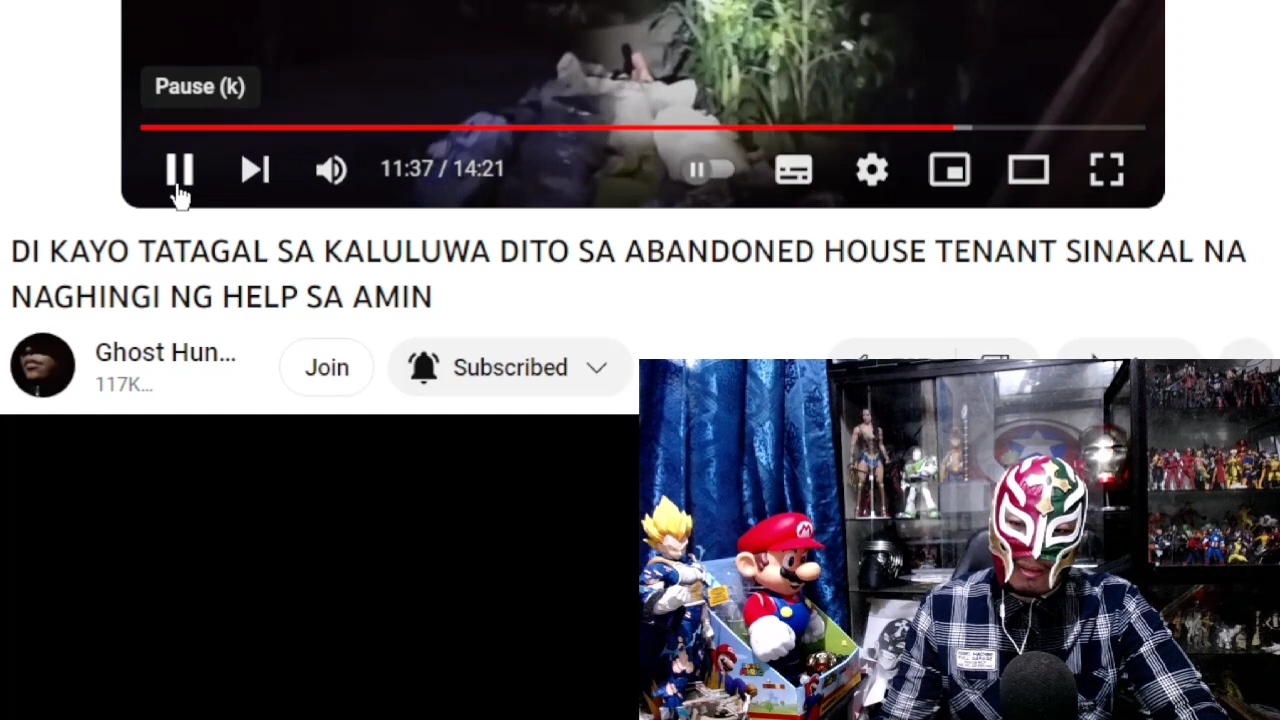 Pause (k)
11:37 / 14:21
DI KAYO TATAGAL SA KALULUWA DITO SA ABANDONED HOUSE TENANT SINAKAL NA
NAGHINGI NG HELP SA AMIN
Ghost Hun...
117K...
Join
Subscribed
M